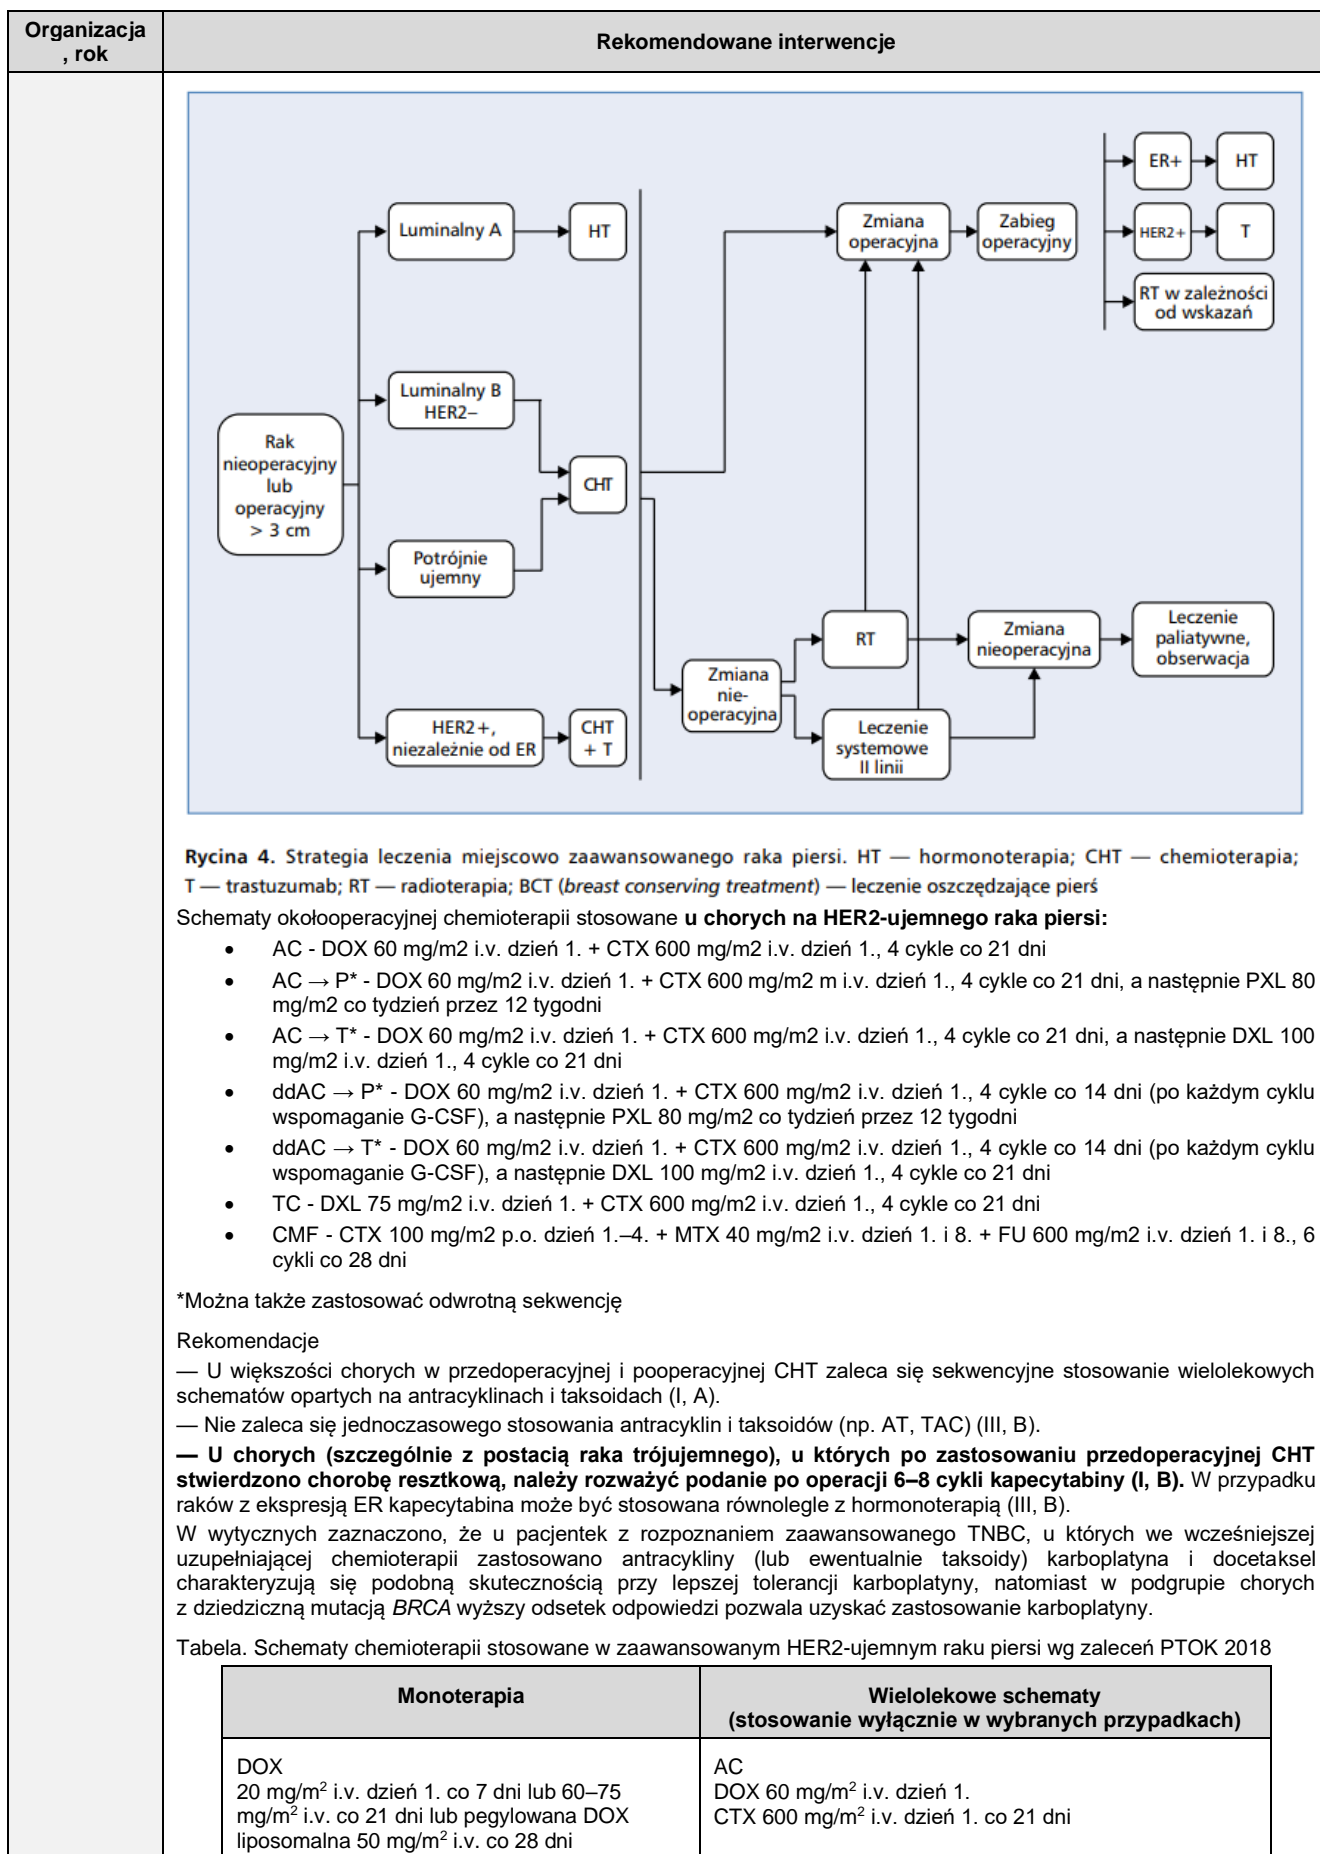 Organizacja
, rok
Rekomendowane interwencje
Rak
nieoperacyjny
lub
operacyjny
> 3 cm
Luminalny A
HT
Luminalny B
HER2–
Potrójnie
ujemny
CHT
HER2+,
niezależnie od ER
CHT
+ T
Zmiana
operacyjna
Zabieg
operacyjny
ER+
HT
HER2+
T
RT w zależności
od wskazań
Zmiana
nie-
operacyjna
RT
Leczenie
systemowe
II linii
Zmiana
nieoperacyjna
Leczenie
paliatywne,
obserwacja
Rycina 4. Strategia leczenia miejscowo zaawansowanego raka piersi. HT — hormonoterapia; CHT — chemioterapia;
T — trastuzumab; RT — radioterapia; BCT (breast conserving treatment) — leczenie oszczędzające pierś
Schematy okołooperacyjnej chemioterapii stosowane u chorych na HER2-ujemnego raka piersi:
• AC - DOX 60 mg/m2 i.v. dzień 1. + CTX 600 mg/m2 i.v. dzień 1., 4 cykle co 21 dni
• AC → P* - DOX 60 mg/m2 i.v. dzień 1. + CTX 600 mg/m2 m i.v. dzień 1., 4 cykle co 21 dni, a następnie PXL 80
mg/m2 co tydzień przez 12 tygodni
• AC → T* - DOX 60 mg/m2 i.v. dzień 1. + CTX 600 mg/m2 i.v. dzień 1., 4 cykle co 21 dni, a następnie DXL 100
mg/m2 i.v. dzień 1., 4 cykle co 21 dni
• ddAC → P* - DOX 60 mg/m2 i.v. dzień 1. + CTX 600 mg/m2 i.v. dzień 1., 4 cykle co 14 dni (po każdym cyklu
wspomaganie G-CSF), a następnie PXL 80 mg/m2 co tydzień przez 12 tygodni
• ddAC → T* - DOX 60 mg/m2 i.v. dzień 1. + CTX 600 mg/m2 i.v. dzień 1., 4 cykle co 14 dni (po każdym cyklu
wspomaganie G-CSF), a następnie DXL 100 mg/m2 i.v. dzień 1., 4 cykle co 21 dni
• TC - DXL 75 mg/m2 i.v. dzień 1. + CTX 600 mg/m2 i.v. dzień 1., 4 cykle co 21 dni
• CMF - CTX 100 mg/m2 p.o. dzień 1.–4. + MTX 40 mg/m2 i.v. dzień 1. i 8. + FU 600 mg/m2 i.v. dzień 1. i 8., 6
cykli co 28 dni
*Można także zastosować odwrotną sekwencję
Rekomendacje
— U większości chorych w przedoperacyjnej i pooperacyjnej CHT zaleca się sekwencyjne stosowanie wielolekowych
schematów opartych na antracyklinach i taksoidach (I, A).
— Nie zaleca się jednoczasowego stosowania antracyklin i taksoidów (np. AT, TAC) (III, B).
— U chorych (szczególnie z postacią raka trójujemnego), u których po zastosowaniu przedoperacyjnej CHT
stwierdzono chorobę resztkową, należy rozważyć podanie po operacji 6–8 cykli kapecytabiny (I, B). W przypadku
raków z ekspresją ER kapecytabina może być stosowana równolegle z hormonoterapią (III, B).
W wytycznych zaznaczono, że u pacjentek z rozpoznaniem zaawansowanego TNBC, u których we wcześniejszej
uzupełniającej chemioterapii zastosowano antracykliny (lub ewentualnie taksoidy) karboplatyna i docetaksel
charakteryzują się podobną skutecznością przy lepszej tolerancji karboplatyny, natomiast w podgrupie chorych
z dziedziczną mutacją BRCA wyższy odsetek odpowiedzi pozwala uzyskać zastosowanie karboplatyny.
Tabela. Schematy chemioterapii stosowane w zaawansowanym HER2-ujemnym raku piersi wg zaleceń PTOK 2018
Monoterapia
Wielolekowe schematy
(stosowanie wyłącznie w wybranych przypadkach)
DOX
20 mg/m² i.v. dzień 1. co 7 dni lub 60–75
mg/m² i.v. co 21 dni lub pegylowana DOX
liposomalna 50 mg/m² i.v. co 28 dni
AC
DOX 60 mg/m² i.v. dzień 1.
CTX 600 mg/m² i.v. dzień 1. co 21 dni